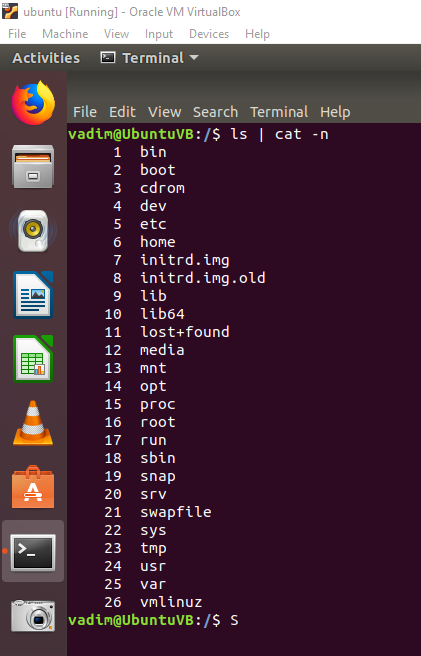 ubuntu [Running] - Oracle VM VirtualBox
File Machine View Input Devices Help
Activities Terminal
File Edit View Search Terminal Help
vadim@UbuntuVB:/$ ls | cat -n
1 bin
2 boot
3 cdrom
4 dev
5 etc
6 home
7 initrd.img
8 initrd.img.old
9 lib
10 lib64
11 lost+found
12 media
13 mnt
14 opt
15 proc
16 root
17 run
18 sbin
19 snap
20 srv
21 swapfile
22 sys
23 tmp
24 usr
25 var
26 vmlinuz
vadim@UbuntuVB:/$ S